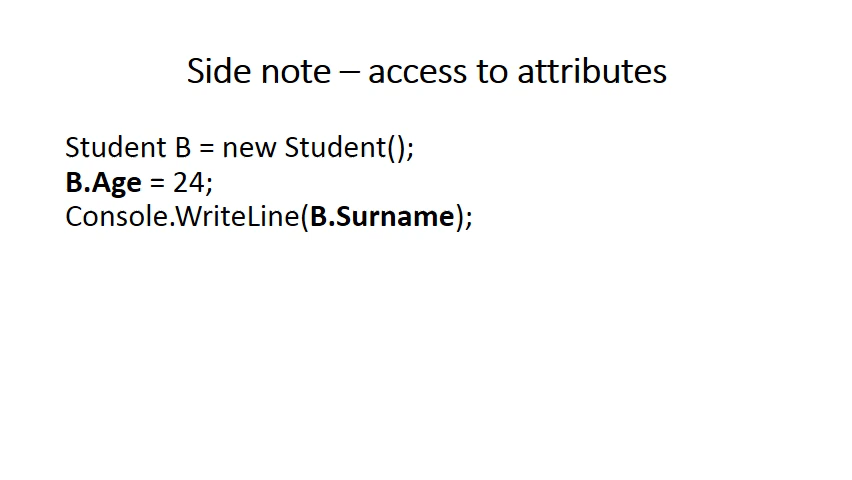 Side note – access to attributes
Student B = new Student();
B.Age = 24;
Console.WriteLine(B.Surname);